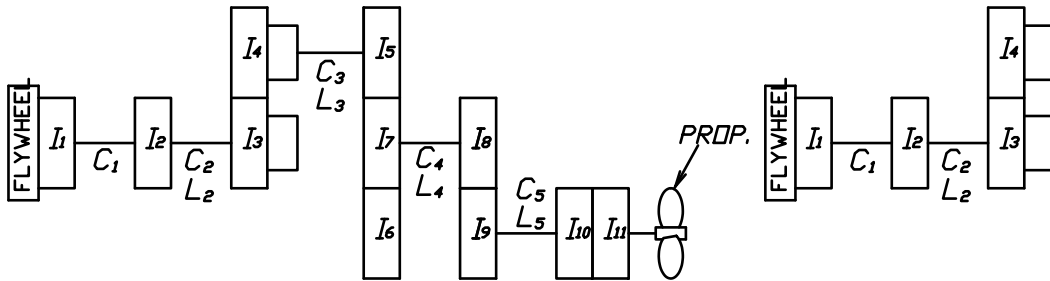 FLYWHEEL
I1
C1
I2
C2
L2
I4
I3
C3
L3
I5
I7
I6
C4
L4
I8
I9
C5
L5
I10
I11
PROP.
FLYWHEEL
I1
C1
I2
C2
L2
I4
I3